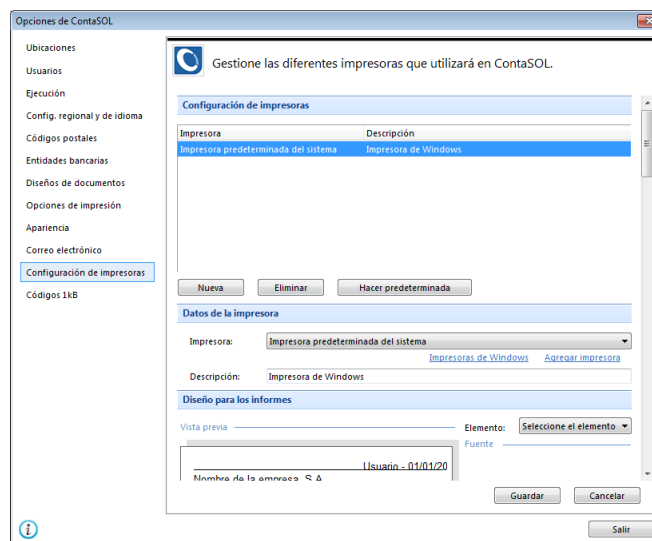 Opciones de ContaSOL
Ubicaciones
Usuarios
Ejecución
Config. regional y de idioma
Códigos postales
Entidades bancarias
Diseños de documentos
Opciones de impresión
Apariencia
Correo electrónico
Configuración de impresoras
Códigos 1kB
Gestione las diferentes impresoras que utilizará en ContaSOL.
Configuración de impresoras
Impresora Descripción
Impresora predeterminada del sistema Impresora de Windows
Nueva Eliminar Hacer predeterminada
Datos de la impresora
Impresora: Impresora predeterminada del sistema
Impresoras de Windows Agregar impresora
Descripción: Impresora de Windows
Diseño para los informes
Vista previa Elemento: Seleccione el elemento
Fuente
Usuario - 01/01/20
Nombre de la empresa, S.A.
Guardar Cancelar
Salir